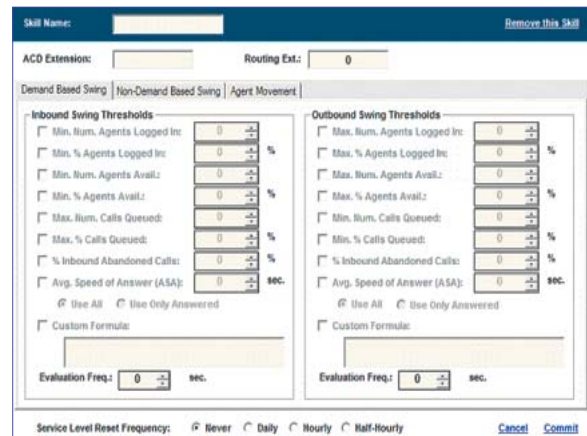 Skill Name: Remove this Skill
ACD Extension: Routing Ext.: 0
Demand Based Swing Non-Demand Based Swing Agent Movement
Inbound Swing Thresholds
Min. Num. Agents Logged In: 0
Min. % Agents Logged In: 0 %
Min. Num. Agents Avail.: 0
Min. % Agents Avail.: 0 %
Max. Num. Calls Queued: 0
Max. % Calls Queued: 0 %
% Inbound Abandoned Calls: 0 %
Avg. Speed of Answer (ASA): 0 sec.
Use All Use Only Answered
Custom Formula:
Evaluation Freq.: 0 sec.
Outbound Swing Thresholds
Max. Num. Agents Logged In: 0
Max. % Agents Logged In: 0 %
Max. Num. Agents Avail.: 0
Max. % Agents Avail.: 0 %
Min. Num. Calls Queued: 0
Min. % Calls Queued: 0 %
% Inbound Abandoned Calls: 0 %
Avg. Speed of Answer (ASA): 0 sec.
Use All Use Only Answered
Custom Formula:
Evaluation Freq.: 0 sec.
Service Level Reset Frequency: Never Daily Hourly Half-Hourly Cancel Commit